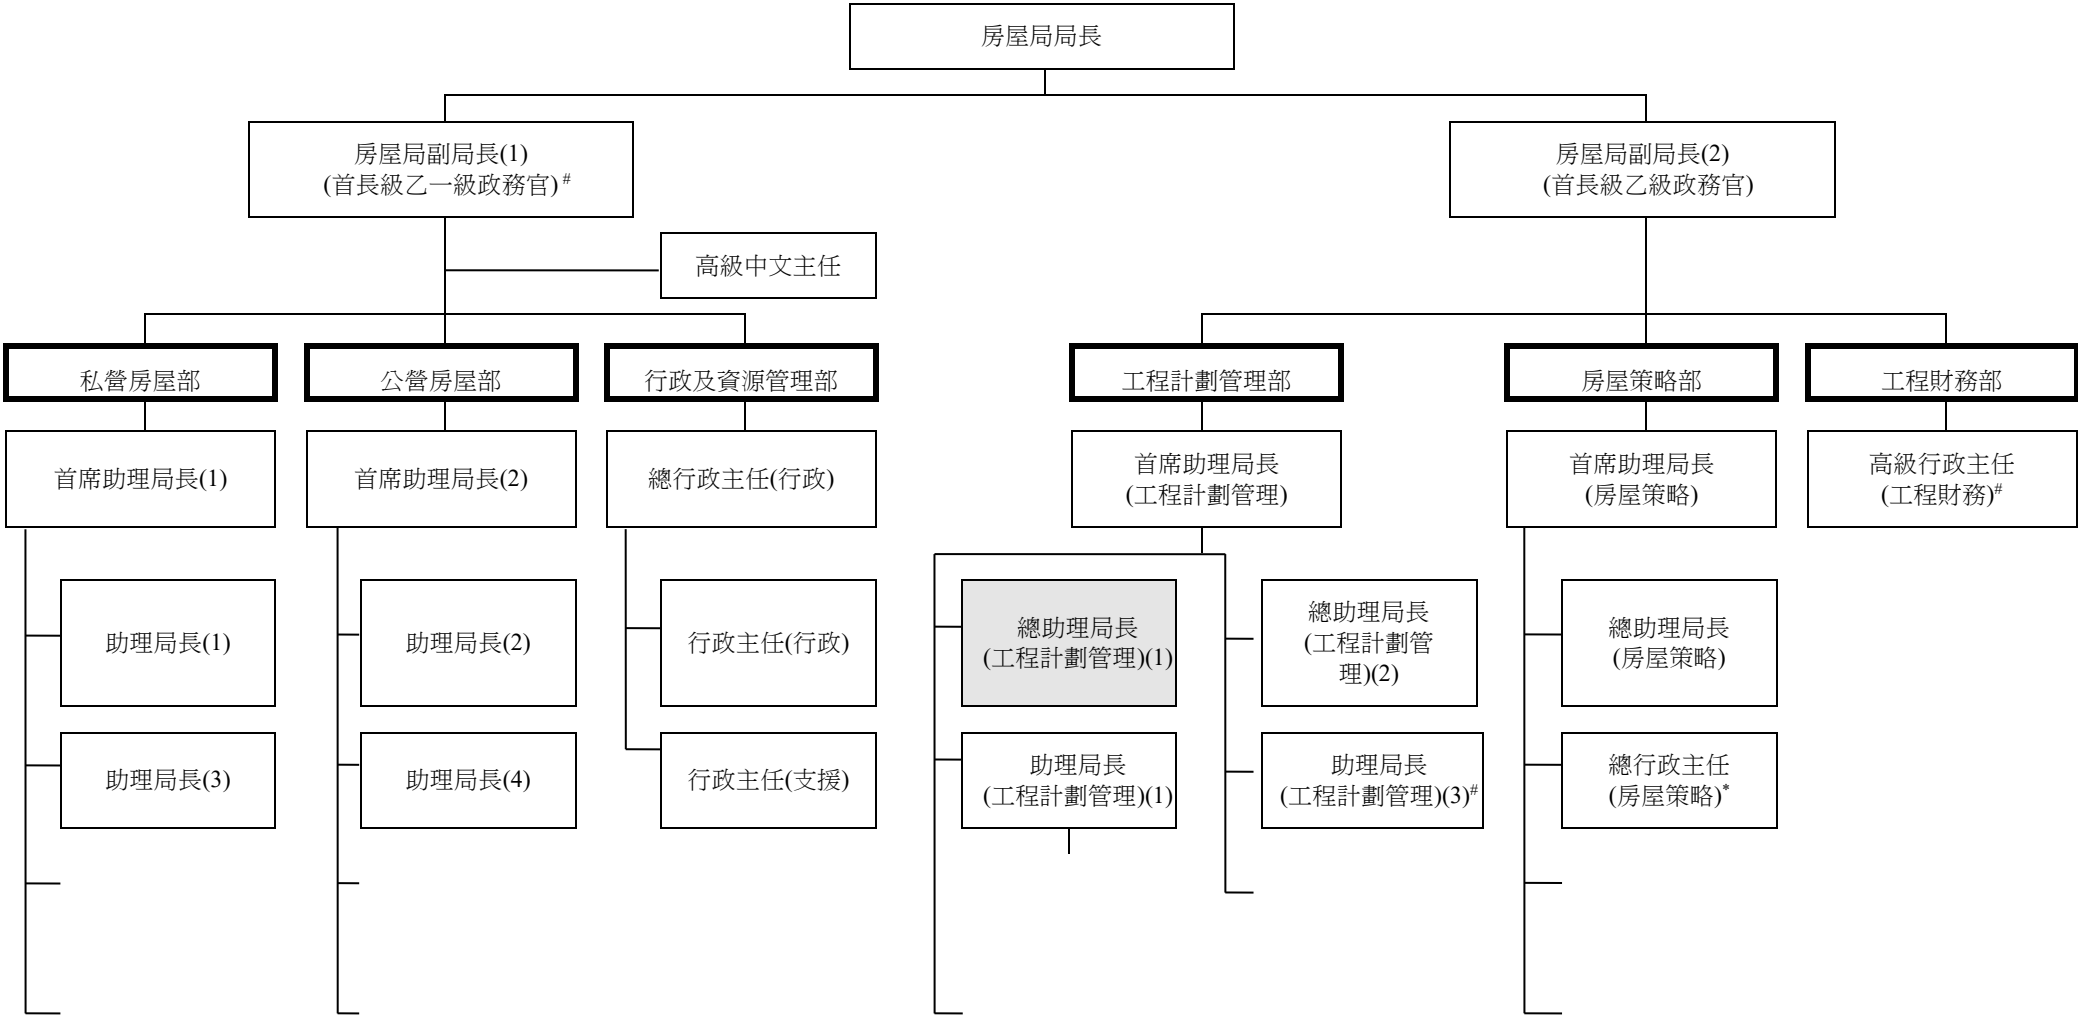 房屋局局長
房屋局副局長(1)
(首長級乙一級政務官)#
房屋局副局長(2)
(首長級乙級政務官)
高級中文主任
私營房屋部
公營房屋部
行政及資源管理部
工程計劃管理部
房屋策略部
工程財務部
首席助理局長(1)
首席助理局長(2)
總行政主任(行政)
首席助理局長
(工程計劃管理)
首席助理局長
(房屋策略)
高級行政主任
(工程財務)#
助理局長(1)
助理局長(2)
行政主任(行政)
總助理局長
(工程計劃管理)(1)
總助理局長
(工程計劃管
理)(2)
總助理局長
(房屋策略)
助理局長(3)
助理局長(4)
行政主任(支援)
助理局長
(工程計劃管理)(1)
助理局長
(工程計劃管理)(3)#
總行政主任
(房屋策略)*